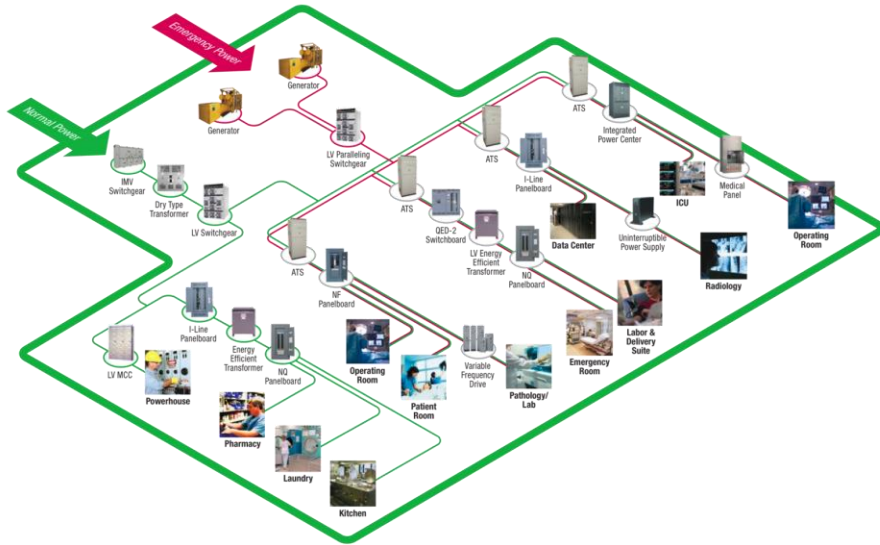 Emergency Power
Normal Power
Generator
Generator
LV Paralleling
Switchgear
IMV
Switchgear
Dry Type
Transformer
LV Switchgear
ATS
Integrated
Power Center
Medical
Panel
Operating
Room
ATS
I-Line
Panelboard
ICU
Data Center
Uninterruptible
Power Supply
Radiology
ATS
QED-2
Switchboard
LV Energy
Efficient
Transformer
NQ
Panelboard
Labor &
Delivery
Suite
Emergency
Room
ATS
NF
Panelboard
Operating
Room
Patient
Room
Variable
Frequency
Drive
Pathology/
Lab
I-Line
Panelboard
Energy
Efficient
Transformer
NQ
Panelboard
LV MCC
Powerhouse
Pharmacy
Laundry
Kitchen